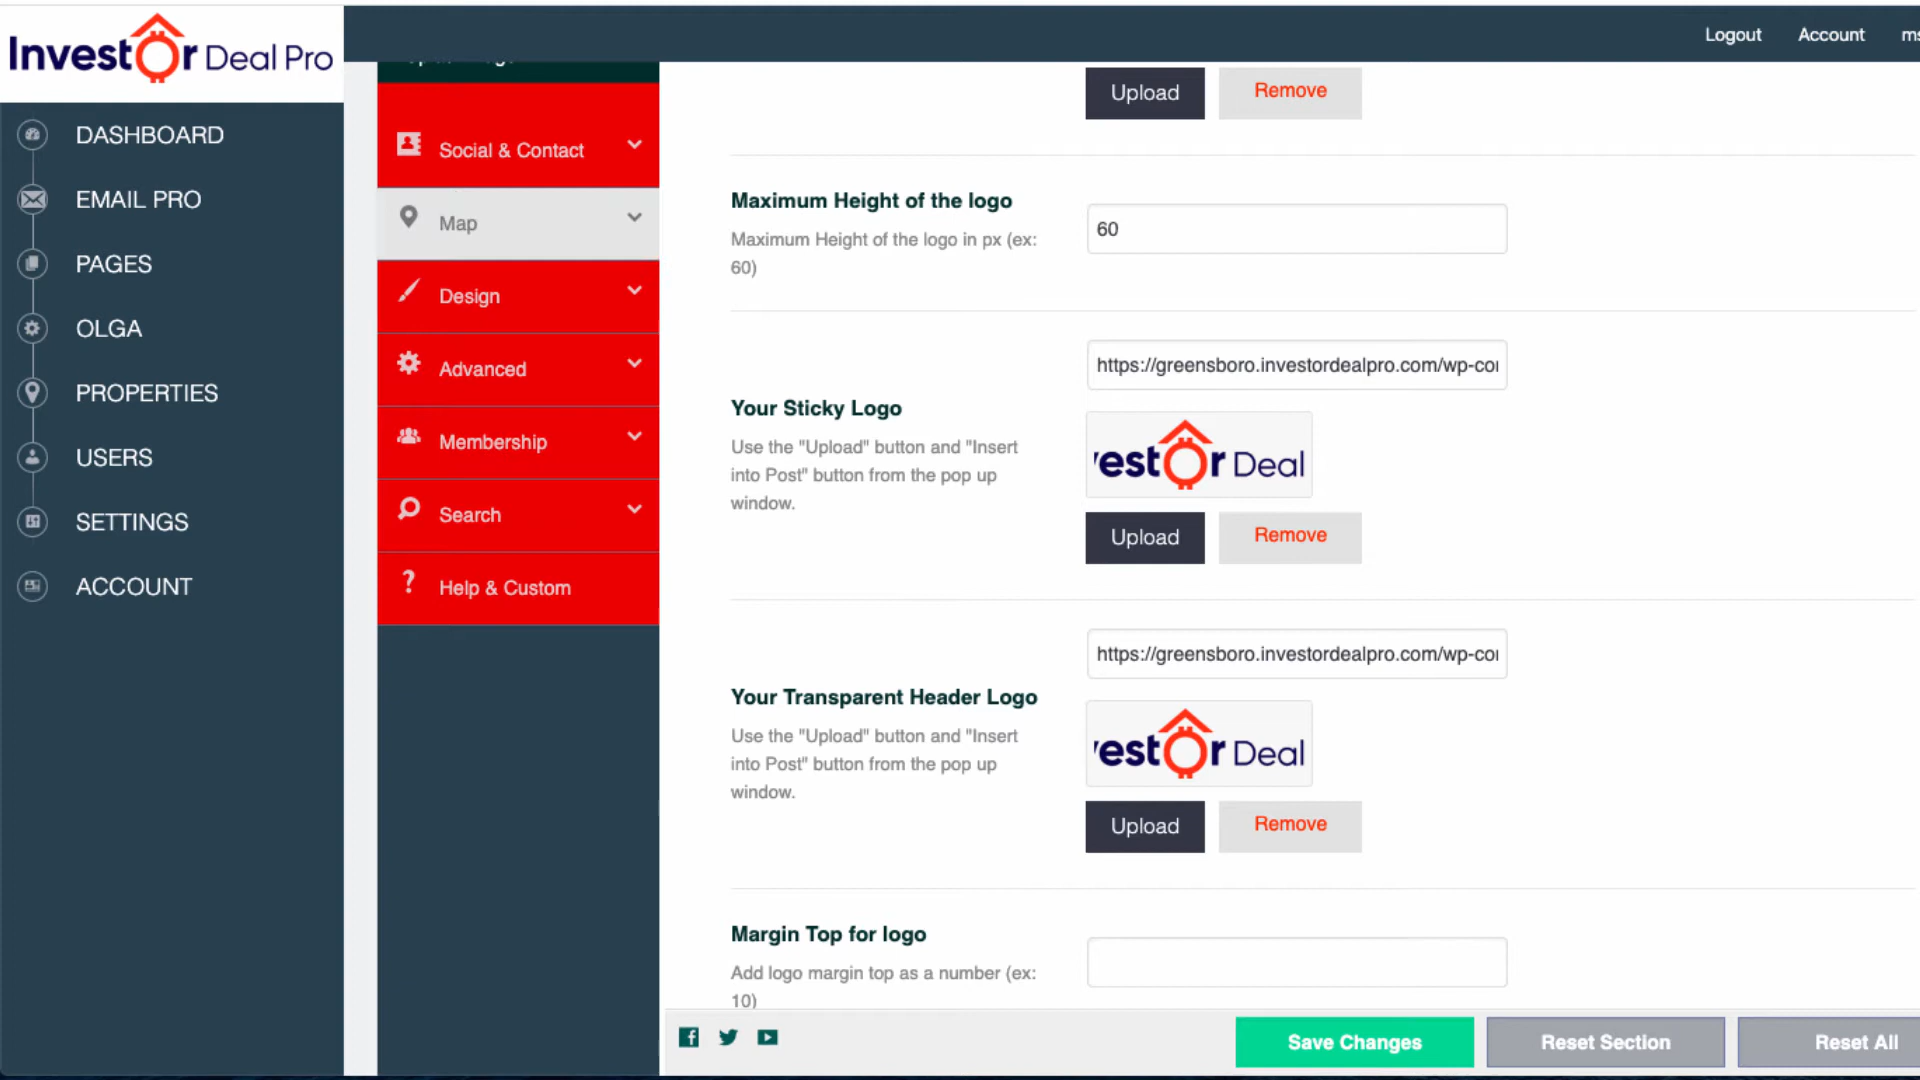 InvestOr Deal Pro
Logout
Account
ms
DASHBOARD
EMAIL PRO
PAGES
OLGA
PROPERTIES
USERS
SETTINGS
ACCOUNT
Social & Contact
Map
Design
Advanced
Membership
Search
Help & Custom
Upload
Remove
Maximum Height of the logo
Maximum Height of the logo in px (ex:
60)
60
https://greensboro.investordealpro.com/wp-con
Your Sticky Logo
Use the "Upload" button and "Insert
into Post" button from the pop up
window.
vestOr Deal
Upload
Remove
https://greensboro.investordealpro.com/wp-con
Your Transparent Header Logo
Use the "Upload" button and "Insert
into Post" button from the pop up
window.
vestOr Deal
Upload
Remove
Margin Top for logo
Add logo margin top as a number (ex:
10)
Save Changes
Reset Section
Reset All